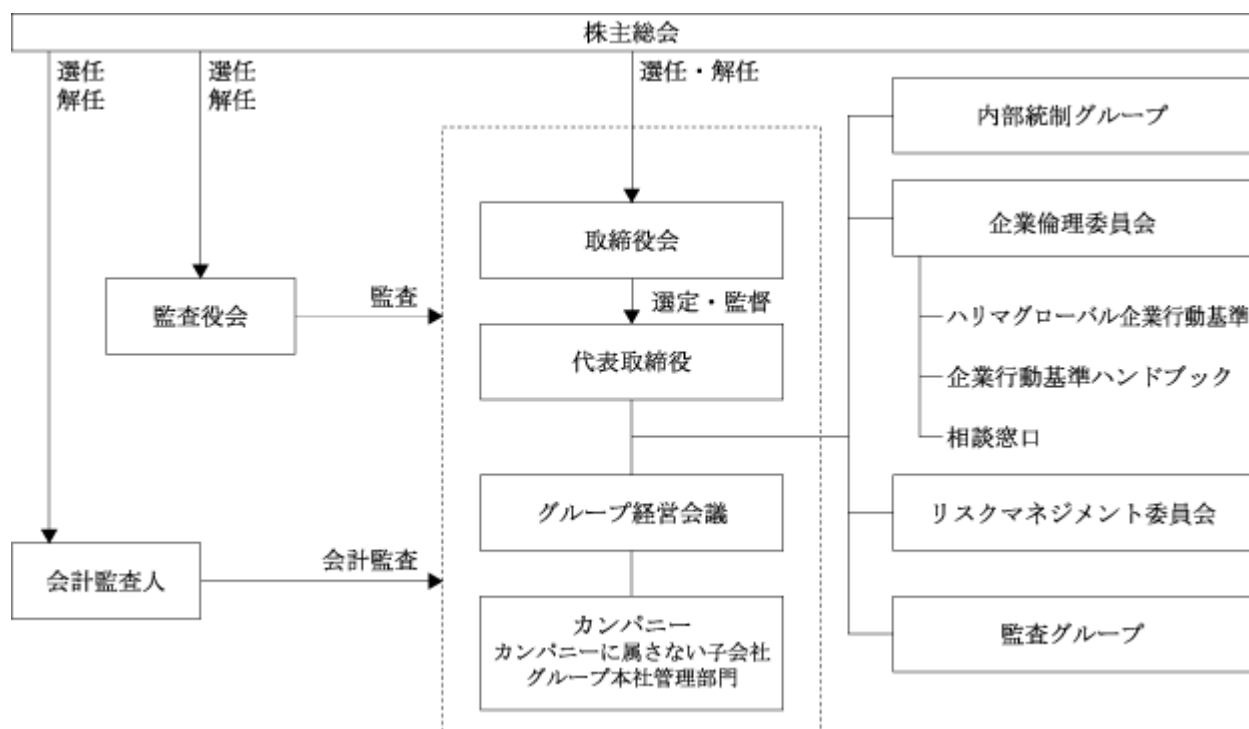 株主総会
選任
解任
選任
解任
選任・解任
内部統制グループ
取締役会
企業倫理委員会
監査役会
監査
選定・監督
ハリマグローバル企業行動基準
代表取締役
企業行動基準ハンドブック
相談窓口
グループ経営会議
リスクマネジメント委員会
会計監査人
会計監査
カンパニー
カンパニーに属さない子会社
グループ本社管理部門
監査グループ